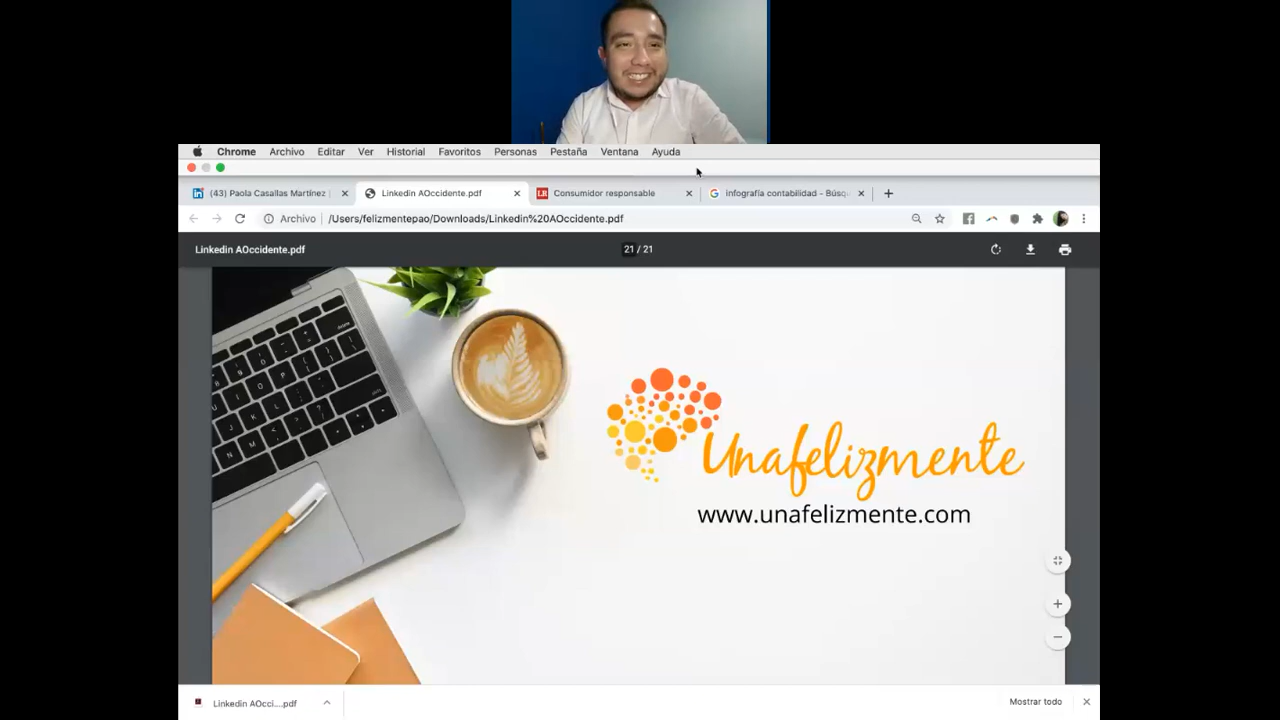 Chrome Archivo Editar Ver Historial Favoritos Personas Pestaña Ventana Ayuda
(43) Paola Casallas Martínez
Linkedin AOccidente.pdf
Consumidor responsable
infografía contabilidad - Búsqu
Archivo /Users/felizmentepao/Downloads/Linkedin%20AOccidente.pdf
Linkedin AOccidente.pdf 21 / 21
Unafelizmente
www.unafelizmente.com
Linkedin AOcci....pdf
Mostrar todo